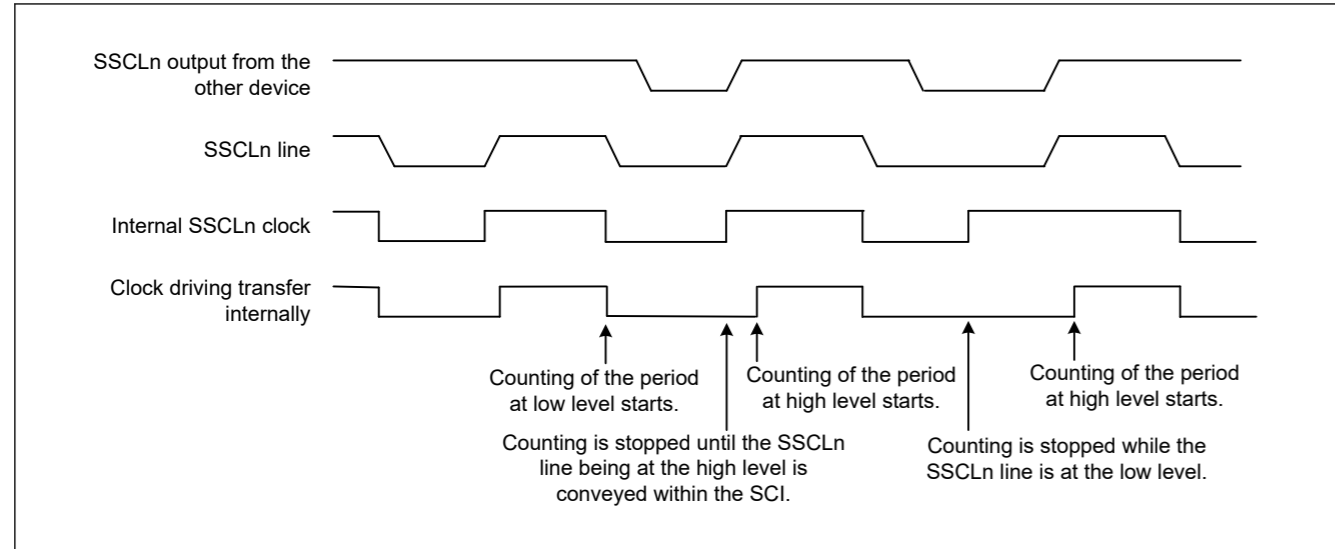 SSCLn output from the
other device
SSCLn line
Internal SSCLn clock
Clock driving transfer
internally
Counting of the period
at low level starts.
Counting of the period
at high level starts.
Counting of the period
at high level starts.
Counting is stopped until the SSCLn
line being at the high level is
conveyed within the SCI.
Counting is stopped while the
SSCLn line is at the low level.